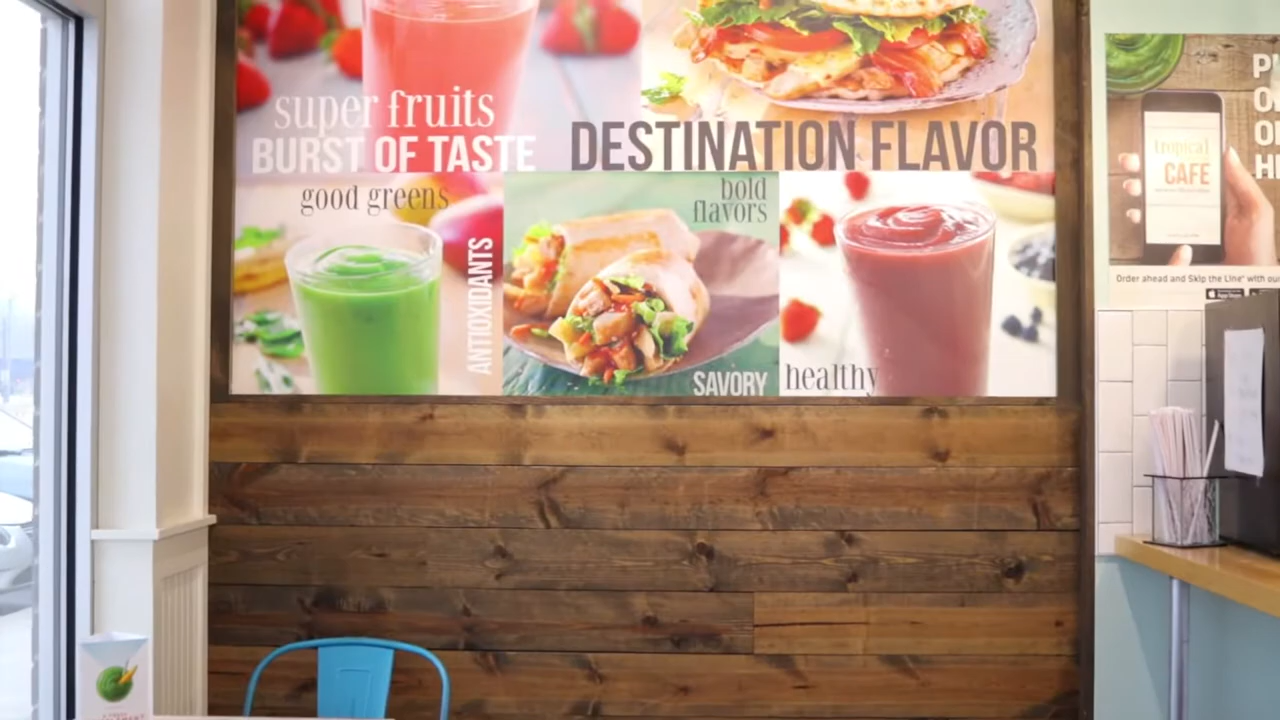 super fruits
BURST OF TASTE
DESTINATION FLAVOR
good greens
ANTIOXIDANTS
bold
flavors
SAVORY
healthy
tropical
CAFE
Order ahead and Skip the Line® with